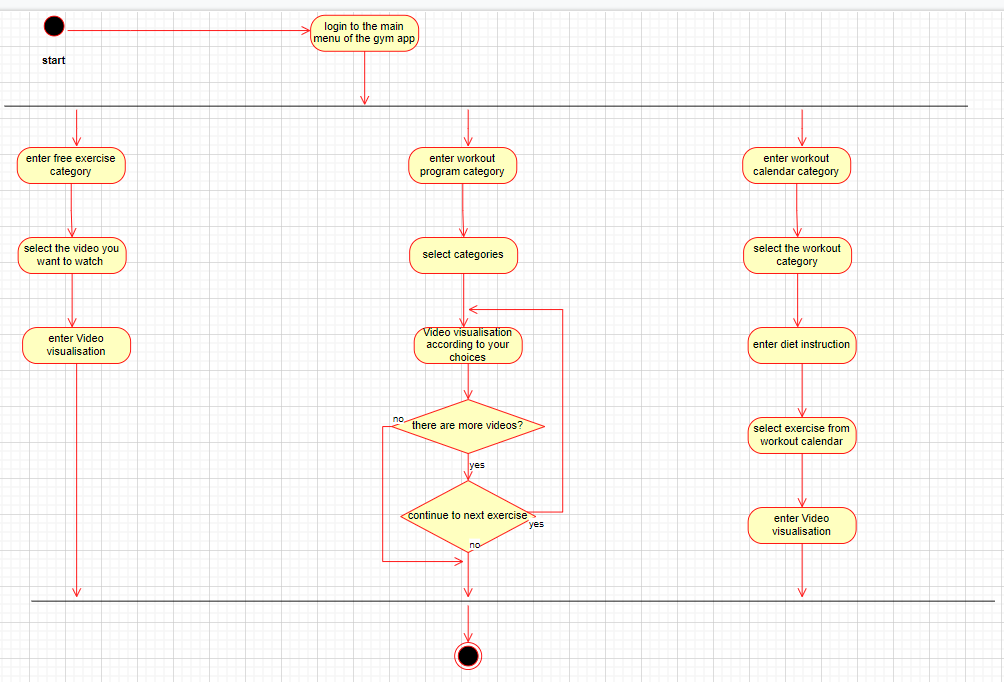 login to the main
menu of the gym app
start
enter free exercise
category
enter workout
program category
enter workout
calendar category
select the video you
want to watch
select categories
select the workout
category
enter Video
visualisation
Video visualisation
according to your
choices
enter diet instruction
no
there are more videos?
select exercise from
workout calendar
yes
continue to next exercise
yes
enter Video
visualisation
no